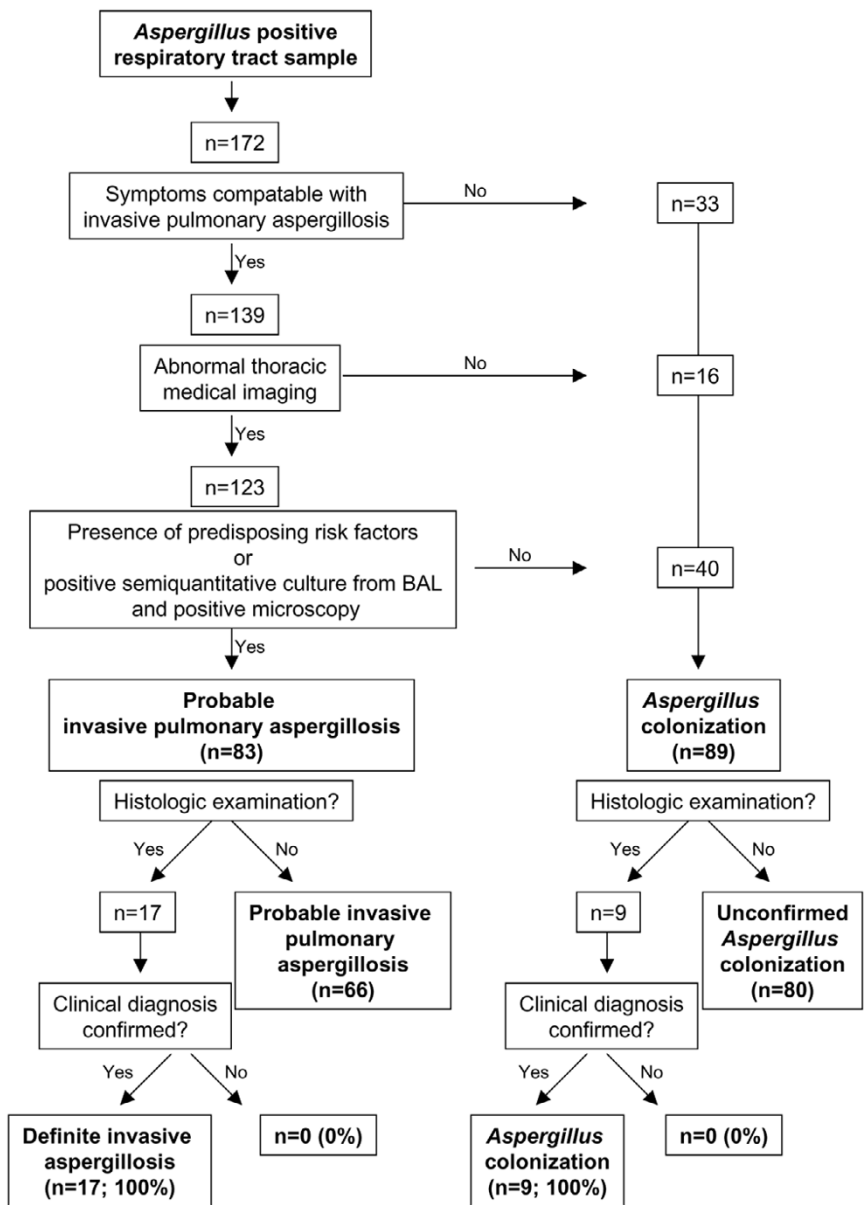 Aspergillus positive
respiratory tract sample
n=172
Symptoms compatable with
invasive pulmonary aspergillosis
No
n=33
Yes
n=139
Abnormal thoracic
medical imaging
No
n=16
Yes
n=123
Presence of predisposing risk factors
or
positive semiquantitative culture from BAL
and positive microscopy
No
n=40
Yes
Probable
invasive pulmonary aspergillosis
(n=83)
Aspergillus
colonization
(n=89)
Histologic examination?
Yes
No
n=17
Probable invasive
pulmonary
aspergillosis
(n=66)
Clinical diagnosis
confirmed?
Yes
No
Definite invasive
aspergillosis
(n=17; 100%)
n=0 (0%)
Histologic examination?
Yes
No
n=9
Unconfirmed
Aspergillus
colonization
(n=80)
Clinical diagnosis
confirmed?
Yes
No
Aspergillus
colonization
(n=9; 100%)
n=0 (0%)